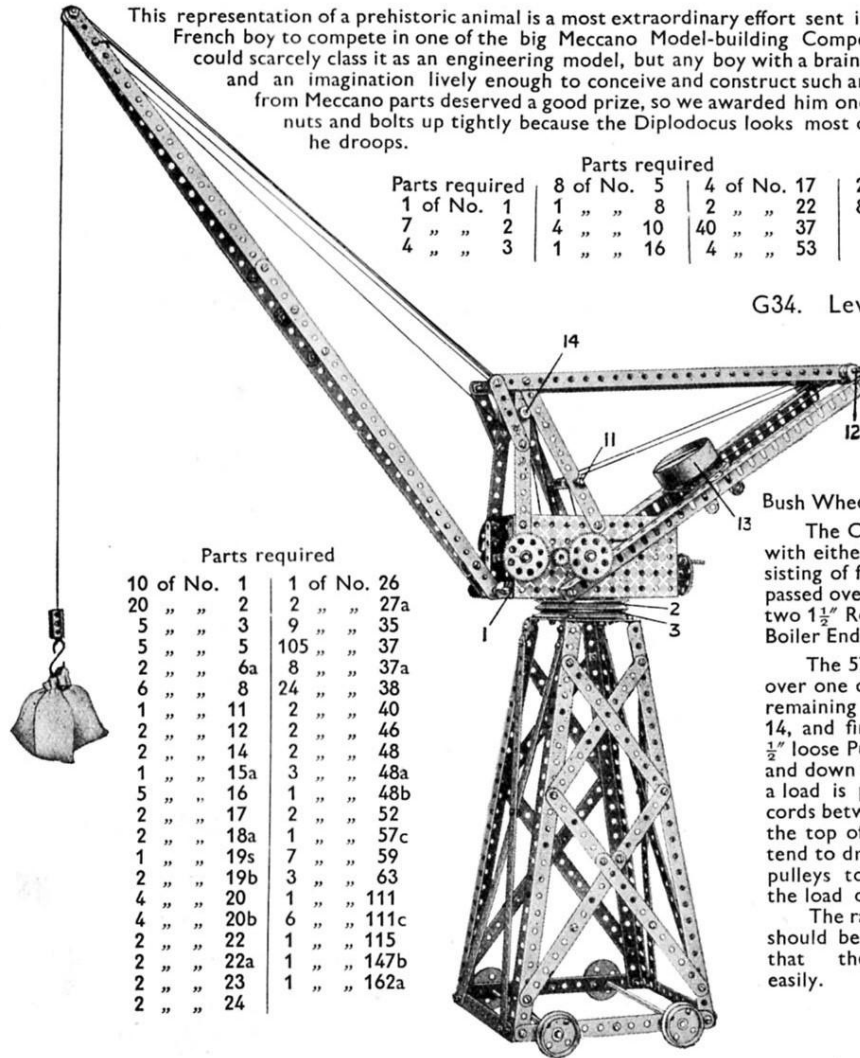 This representation of a prehistoric animal is a most extraordinary effort sent i
French boy to compete in one of the big Meccano Model-building Compe
could scarcely class it as an engineering model, but any boy with a brain
and an imagination lively enough to conceive and construct such an
from Meccano parts deserved a good prize, so we awarded him one
nuts and bolts up tightly because the Diplodocus looks most
he droops.
Parts required
Parts required
1 of No. 1
7 „ „ 2
4 „ „ 3
8 of No. 5
1 „ „ 8
4 „ „ 10
1 „ „ 16
4 of No. 17
2 „ „ 22
40 „ „ 37
4 „ „ 53
G34. Lev
14
12
11
13
1
2
3
Bush Whee
The C
with eithe
sisting of f
passed over
two 1½″ R
Boiler End
The 5
over one o
remaining
14, and fi
½″ loose P
and down
a load is p
cords betw
the top of
tend to dr
pulleys to
the load o
The ra
should be
that the
easily.
Parts required
10 of No. 1
20 „ „ 2
5 „ „ 3
5 „ „ 5
2 „ „ 6a
6 „ „ 8
1 „ „ 11
2 „ „ 12
2 „ „ 14
1 „ „ 15a
5 „ „ 16
2 „ „ 17
2 „ „ 18a
1 „ „ 19s
2 „ „ 19b
4 „ „ 20
4 „ „ 20b
2 „ „ 22
2 „ „ 22a
2 „ „ 23
2 „ „ 24
1 of No. 26
2 „ „ 27a
9 „ „ 35
105 „ „ 37
8 „ „ 37a
24 „ „ 38
2 „ „ 40
2 „ „ 46
2 „ „ 48
3 „ „ 48a
1 „ „ 48b
2 „ „ 52
1 „ „ 57c
7 „ „ 59
3 „ „ 63
1 „ „ 111
6 „ „ 111c
1 „ „ 115
1 „ „ 147b
1 „ „ 162a